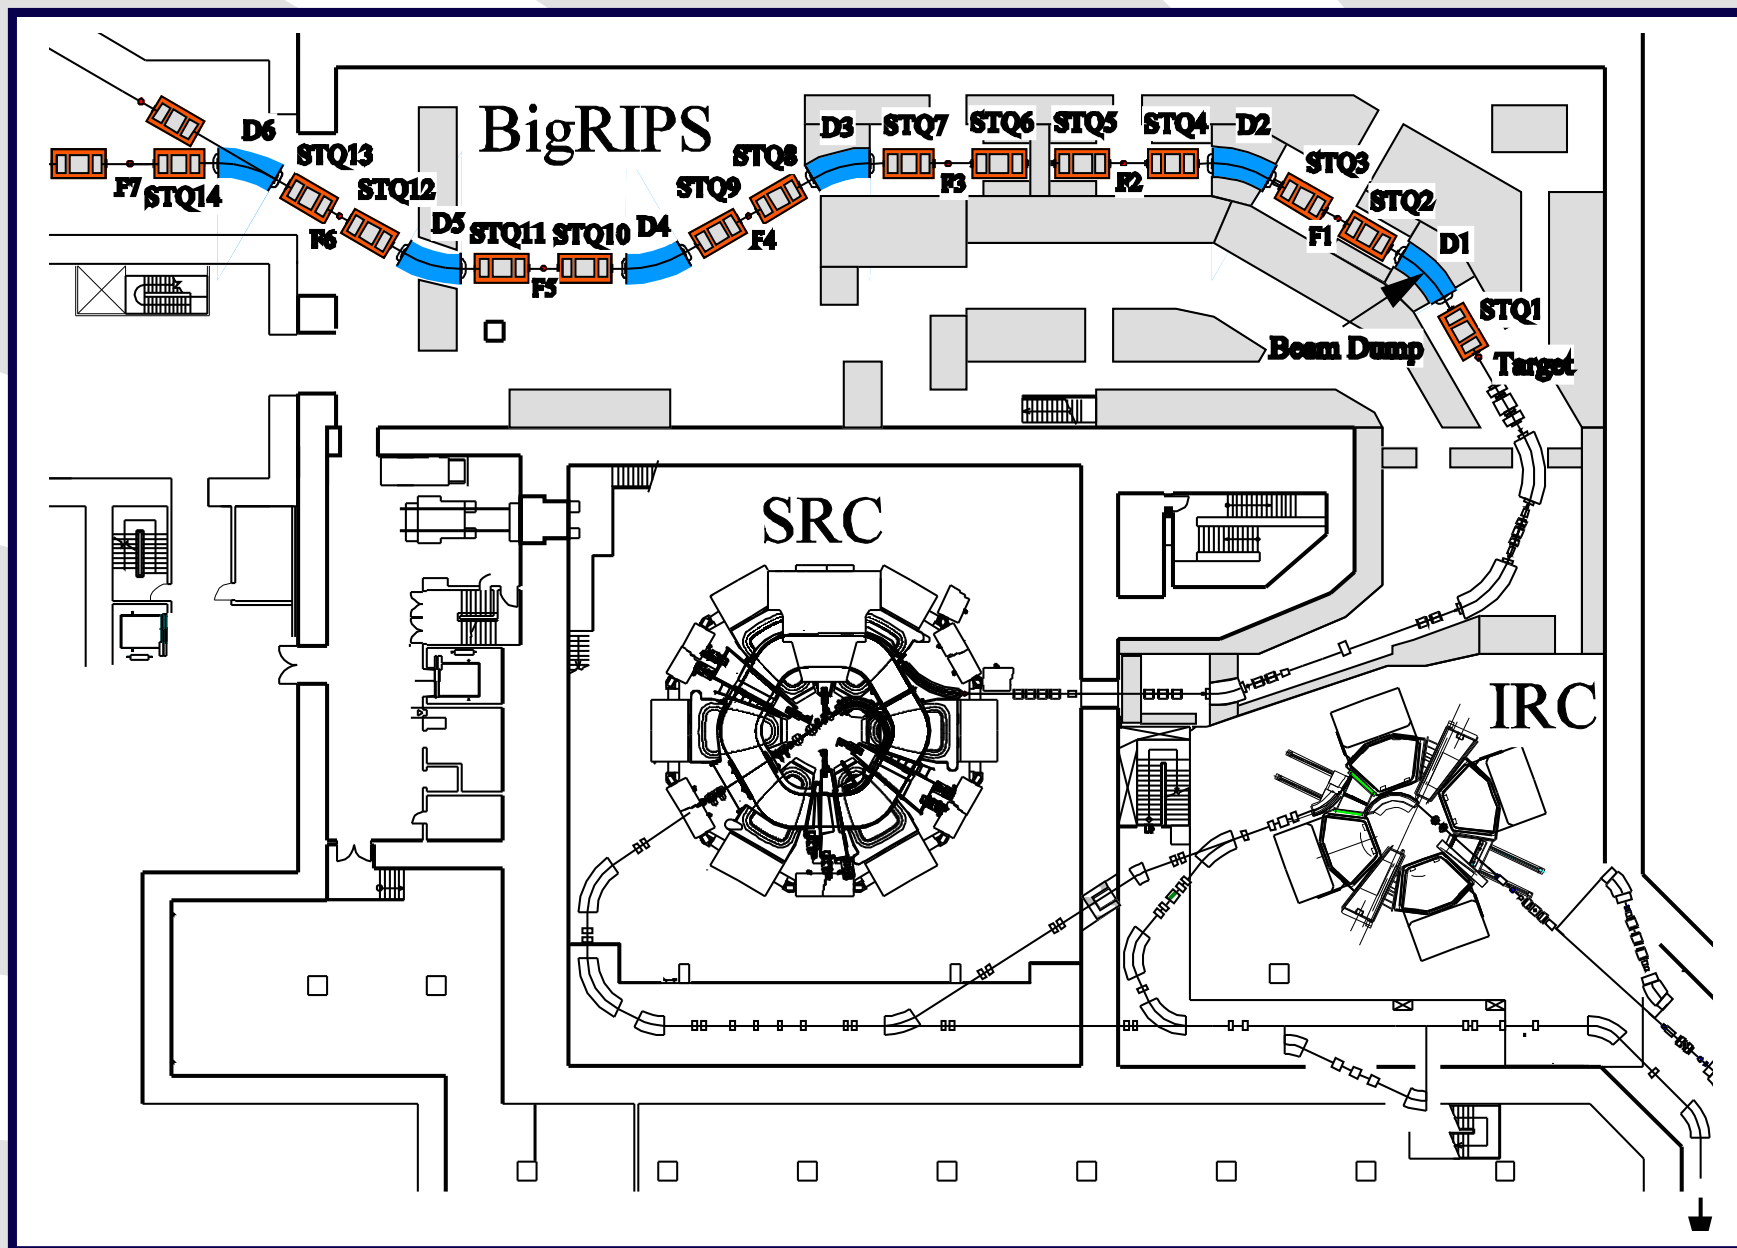 BigRIPS
D6
STQ13
STQ12
F7
STQ14
F6
D5
STQ11
F5
STQ10
D4
STQ9
STQ8
F4
D3
STQ7
F3
STQ6
STQ5
F2
STQ4
D2
STQ3
F1
STQ2
D1
STQ1
Beam Dump
Target
SRC
IRC